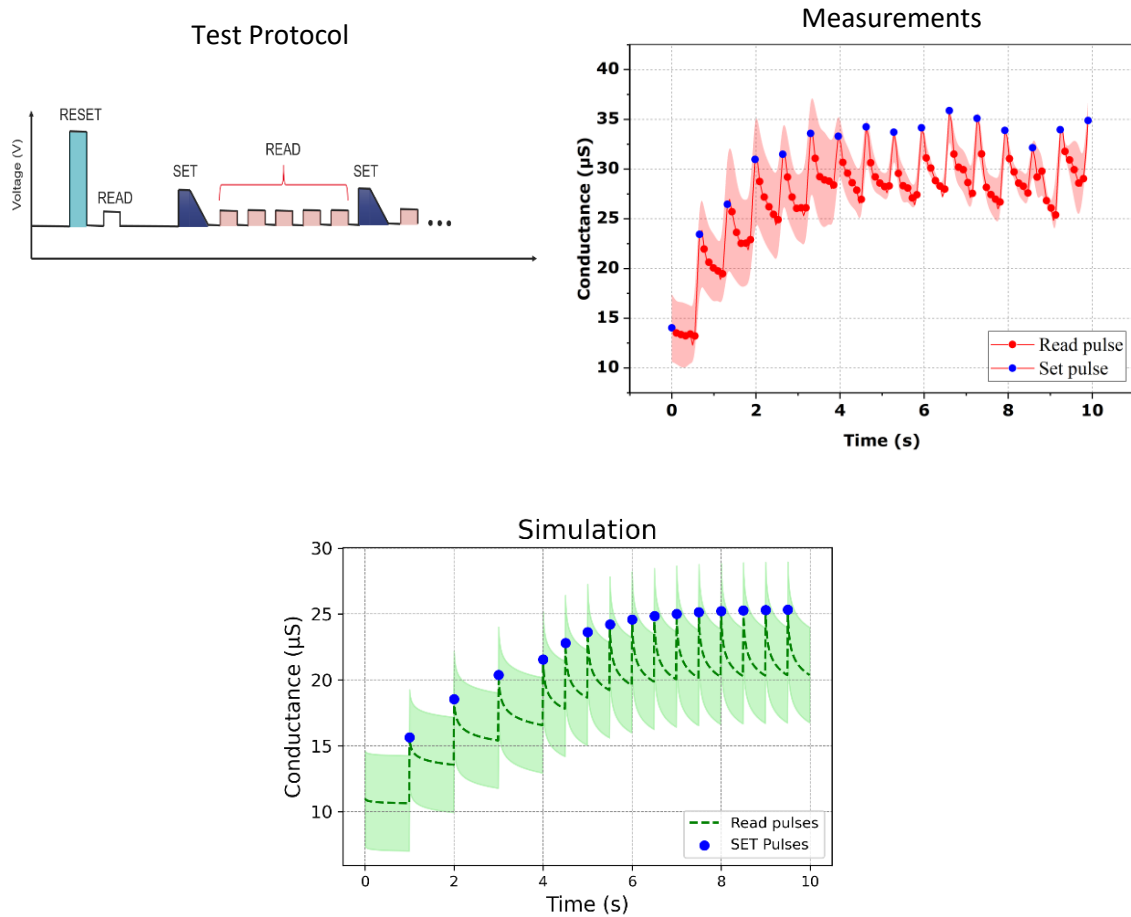 Test Protocol
Voltage (V)
RESET
READ
SET
READ
SET
Measurements
Conductance (µS)
40
35
30
25
20
15
10
0
2
4
6
8
10
Time (s)
Read pulse
Set pulse
Simulation
Conductance (µS)
30
25
20
15
10
0
2
4
6
8
10
Time (s)
Read pulses
SET Pulses